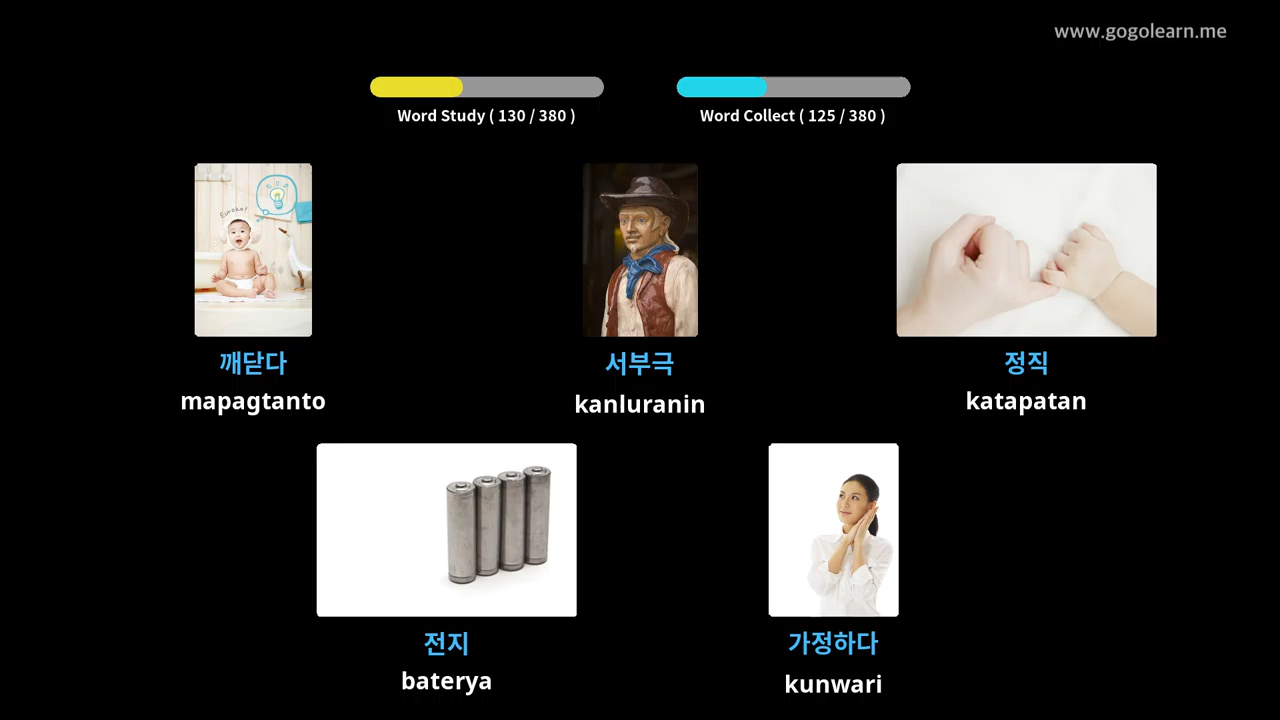 www.gogolearn.me
Word Study ( 130 / 380 )
Word Collect ( 125 / 380 )
Eureka!
깨닫다
mapagtanto
서부극
kanluranin
정직
katapatan
전지
baterya
가정하다
kunwari